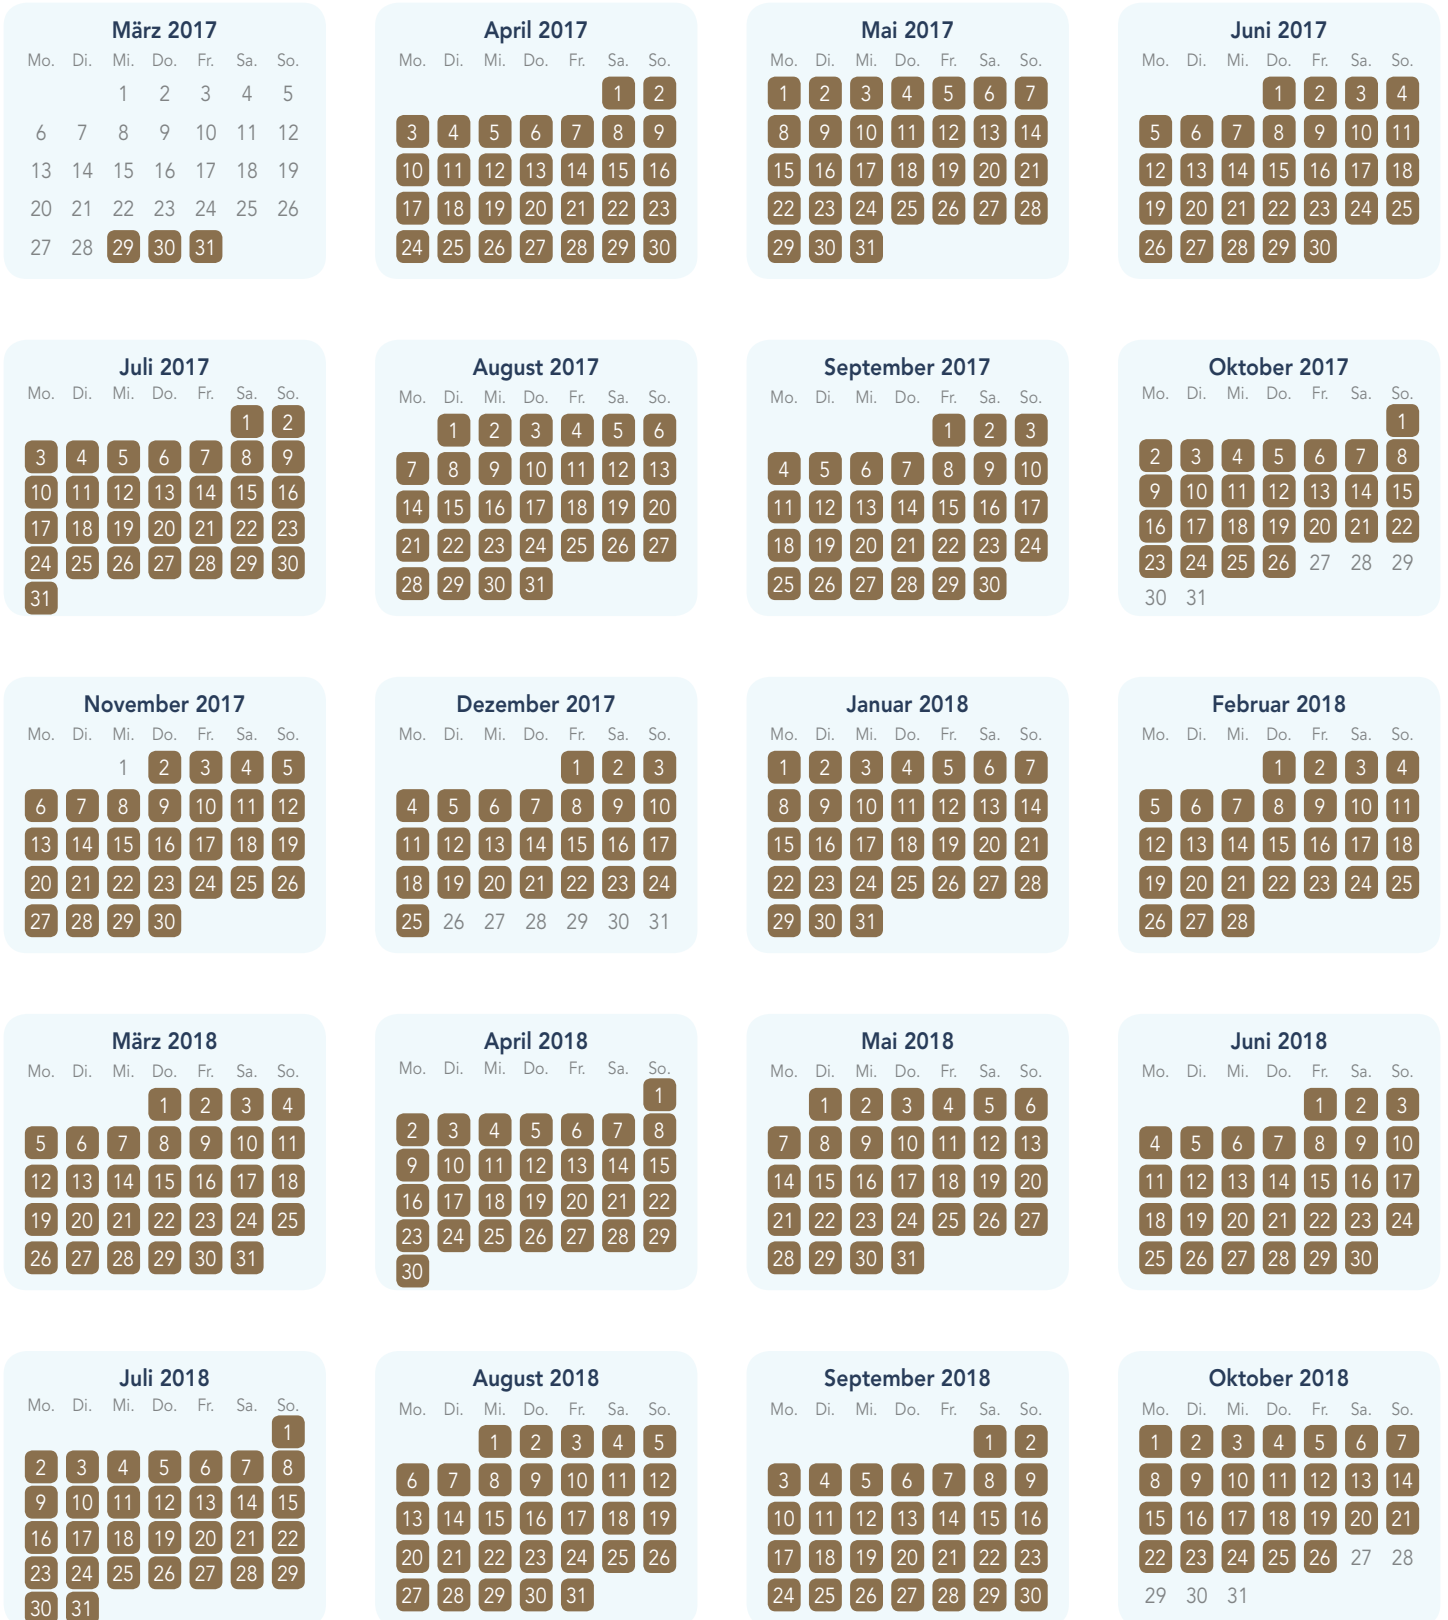 März 2017
Mo. Di. Mi. Do. Fr. Sa. So.
1 2 3 4 5
6 7 8 9 10 11 12
13 14 15 16 17 18 19
20 21 22 23 24 25 26
27 28 29 30 31
April 2017
Mo. Di. Mi. Do. Fr. Sa. So.
1 2
3 4 5 6 7 8 9
10 11 12 13 14 15 16
17 18 19 20 21 22 23
24 25 26 27 28 29 30
Mai 2017
Mo. Di. Mi. Do. Fr. Sa. So.
1 2 3 4 5 6 7
8 9 10 11 12 13 14
15 16 17 18 19 20 21
22 23 24 25 26 27 28
29 30 31
Juni 2017
Mo. Di. Mi. Do. Fr. Sa. So.
1 2 3 4
5 6 7 8 9 10 11
12 13 14 15 16 17 18
19 20 21 22 23 24 25
26 27 28 29 30
Juli 2017
Mo. Di. Mi. Do. Fr. Sa. So.
1 2
3 4 5 6 7 8 9
10 11 12 13 14 15 16
17 18 19 20 21 22 23
24 25 26 27 28 29 30
31
August 2017
Mo. Di. Mi. Do. Fr. Sa. So.
1 2 3 4 5 6
7 8 9 10 11 12 13
14 15 16 17 18 19 20
21 22 23 24 25 26 27
28 29 30 31
September 2017
Mo. Di. Mi. Do. Fr. Sa. So.
1 2 3
4 5 6 7 8 9 10
11 12 13 14 15 16 17
18 19 20 21 22 23 24
25 26 27 28 29 30
Oktober 2017
Mo. Di. Mi. Do. Fr. Sa. So.
1
2 3 4 5 6 7 8
9 10 11 12 13 14 15
16 17 18 19 20 21 22
23 24 25 26 27 28 29
30 31
November 2017
Mo. Di. Mi. Do. Fr. Sa. So.
1 2 3 4 5
6 7 8 9 10 11 12
13 14 15 16 17 18 19
20 21 22 23 24 25 26
27 28 29 30
Dezember 2017
Mo. Di. Mi. Do. Fr. Sa. So.
1 2 3
4 5 6 7 8 9 10
11 12 13 14 15 16 17
18 19 20 21 22 23 24
25 26 27 28 29 30 31
Januar 2018
Mo. Di. Mi. Do. Fr. Sa. So.
1 2 3 4 5 6 7
8 9 10 11 12 13 14
15 16 17 18 19 20 21
22 23 24 25 26 27 28
29 30 31
Februar 2018
Mo. Di. Mi. Do. Fr. Sa. So.
1 2 3 4
5 6 7 8 9 10 11
12 13 14 15 16 17 18
19 20 21 22 23 24 25
26 27 28
März 2018
Mo. Di. Mi. Do. Fr. Sa. So.
1 2 3 4
5 6 7 8 9 10 11
12 13 14 15 16 17 18
19 20 21 22 23 24 25
26 27 28 29 30 31
April 2018
Mo. Di. Mi. Do. Fr. Sa. So.
1
2 3 4 5 6 7 8
9 10 11 12 13 14 15
16 17 18 19 20 21 22
23 24 25 26 27 28 29
30
Mai 2018
Mo. Di. Mi. Do. Fr. Sa. So.
1 2 3 4 5 6
7 8 9 10 11 12 13
14 15 16 17 18 19 20
21 22 23 24 25 26 27
28 29 30 31
Juni 2018
Mo. Di. Mi. Do. Fr. Sa. So.
1 2 3
4 5 6 7 8 9 10
11 12 13 14 15 16 17
18 19 20 21 22 23 24
25 26 27 28 29 30
Juli 2018
Mo. Di. Mi. Do. Fr. Sa. So.
1
2 3 4 5 6 7 8
9 10 11 12 13 14 15
16 17 18 19 20 21 22
23 24 25 26 27 28 29
30 31
August 2018
Mo. Di. Mi. Do. Fr. Sa. So.
1 2 3 4 5
6 7 8 9 10 11 12
13 14 15 16 17 18 19
20 21 22 23 24 25 26
27 28 29 30 31
September 2018
Mo. Di. Mi. Do. Fr. Sa. So.
1 2
3 4 5 6 7 8 9
10 11 12 13 14 15 16
17 18 19 20 21 22 23
24 25 26 27 28 29 30
Oktober 2018
Mo. Di. Mi. Do. Fr. Sa. So.
1 2 3 4 5 6 7
8 9 10 11 12 13 14
15 16 17 18 19 20 21
22 23 24 25 26 27 28
29 30 31